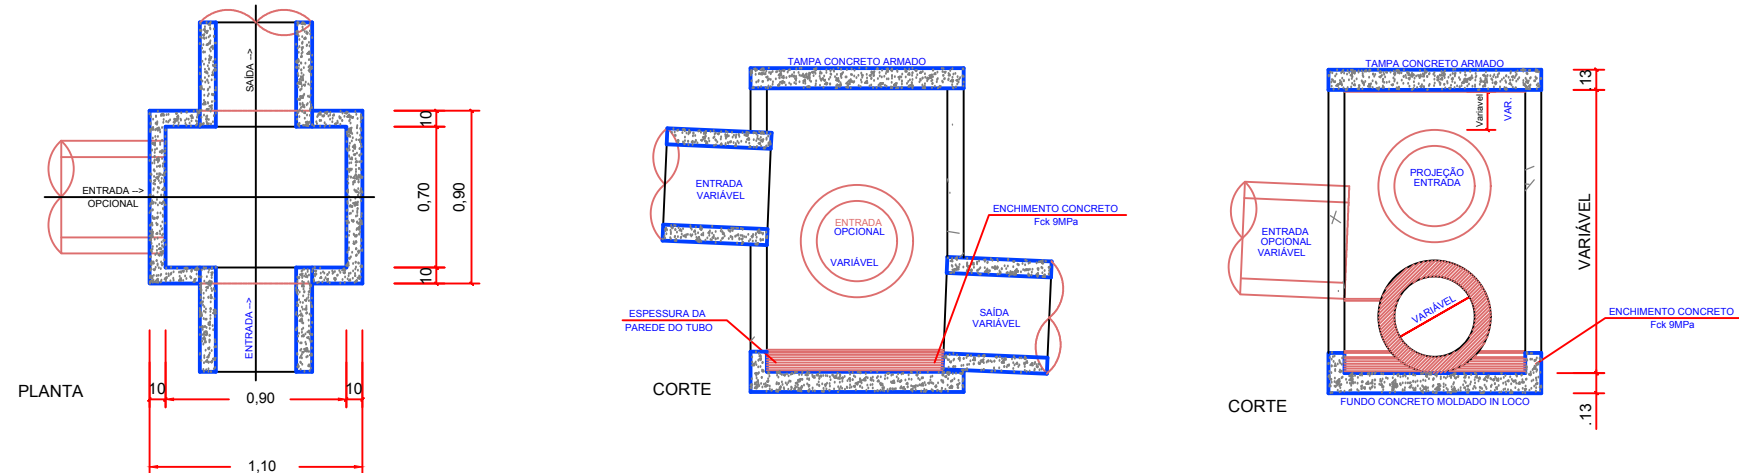 SAÍDA -->
ENTRADA -->
OPCIONAL
ENTRADA -->
10
0,70
0,90
10
10
0,90
10
1,10
PLANTA
TAMPA CONCRETO ARMADO
ENTRADA
VARIÁVEL
ENTRADA
OPCIONAL
VARIÁVEL
ENCHIMENTO CONCRETO
Fck 9MPa
ESPESSURA DA
PAREDE DO TUBO
SAÍDA
VARIÁVEL
CORTE
TAMPA CONCRETO ARMADO
.13
Variavel
VAR.
PROJEÇÃO
ENTRADA
ENTRADA
OPCIONAL
VARIÁVEL
VARIÁVEL
VARIÁVEL
ENCHIMENTO CONCRETO
Fck 9MPa
FUNDO CONCRETO MOLDADO IN LOCO
.13
CORTE